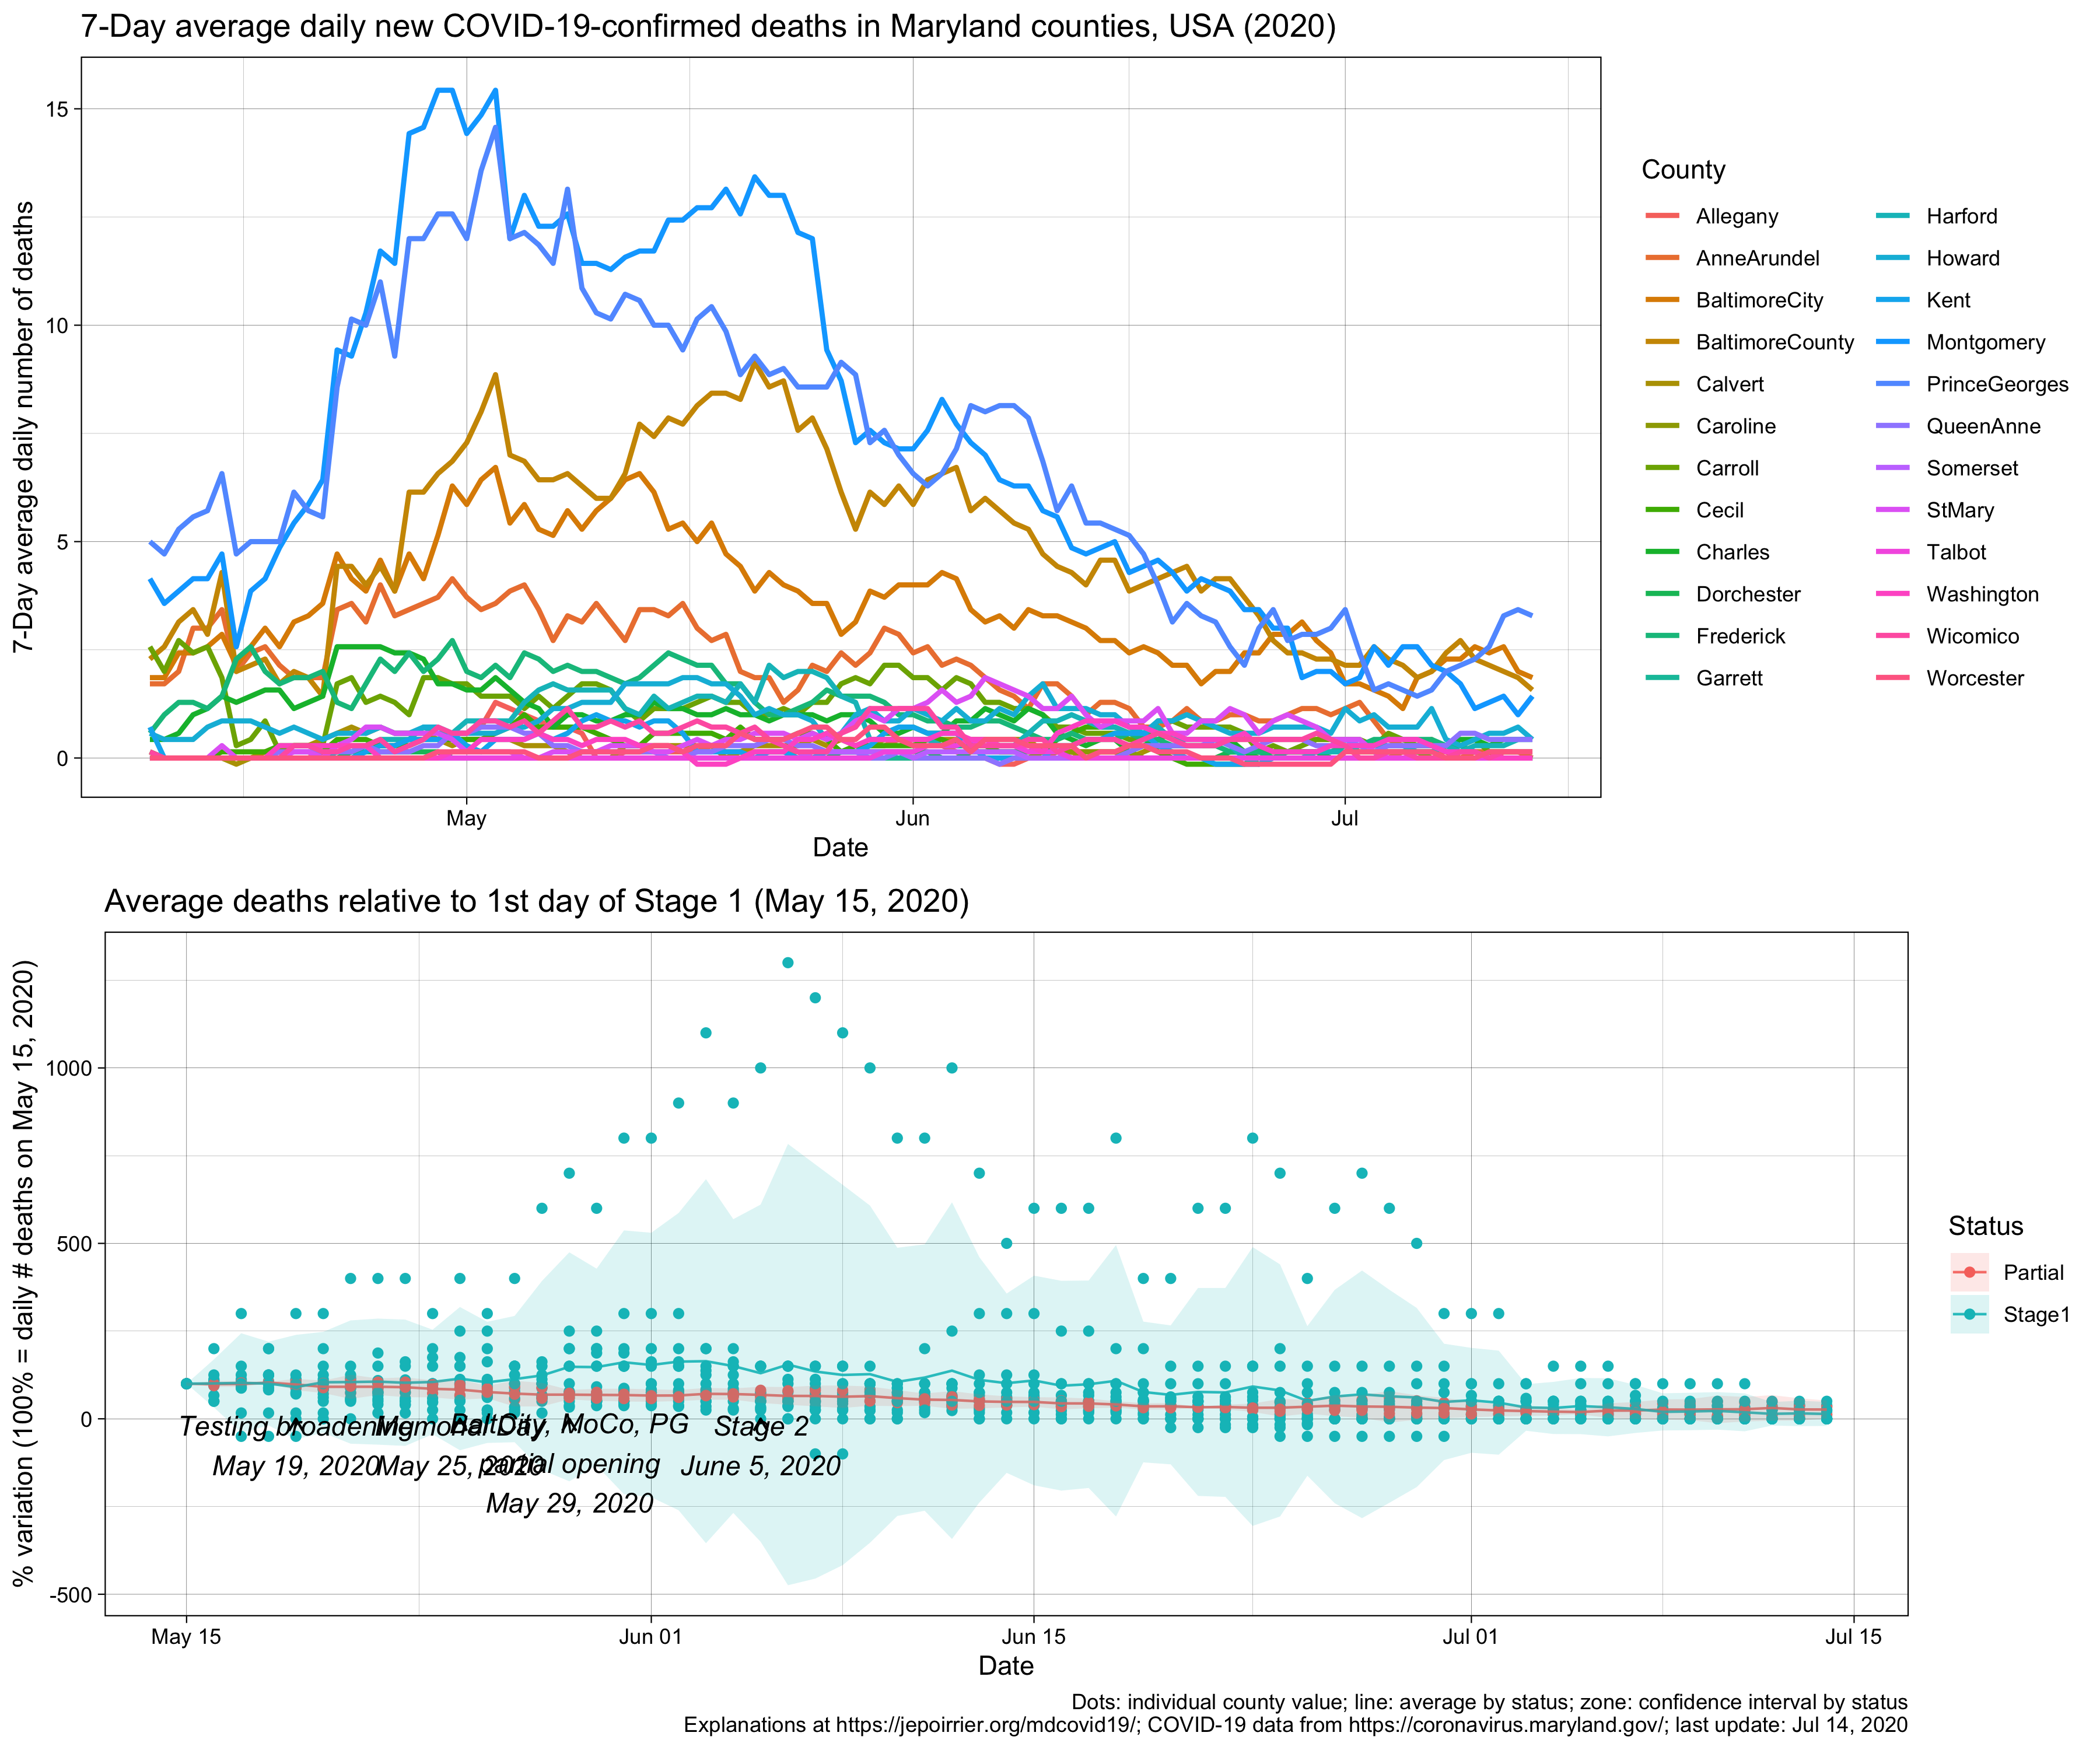 7-Day average daily new COVID-19-confirmed deaths in Maryland counties, USA (2020)
7-Day average daily number of deaths
15
10
5
0
May
Jun
Jul
Date
County
Allegany
AnneArundel
BaltimoreCity
BaltimoreCounty
Calvert
Caroline
Carroll
Cecil
Charles
Dorchester
Frederick
Garrett
Harford
Howard
Kent
Montgomery
PrinceGeorges
QueenAnne
Somerset
StMary
Talbot
Washington
Wicomico
Worcester
Average deaths relative to 1st day of Stage 1 (May 15, 2020)
% variation (100% = daily # deaths on May 15, 2020)
1000
500
0
-500
Testing broadening
May 19, 2020
Memorial Day
May 25, 2020
BaltCity, MoCo, PG
partial opening
May 29, 2020
Stage 2
June 5, 2020
May 15
Jun 01
Jun 15
Jul 01
Jul 15
Date
Status
Partial
Stage1
Dots: individual county value; line: average by status; zone: confidence interval by status
Explanations at https://jepoirrier.org/mdcovid19/; COVID-19 data from https://coronavirus.maryland.gov/; last update: Jul 14, 2020